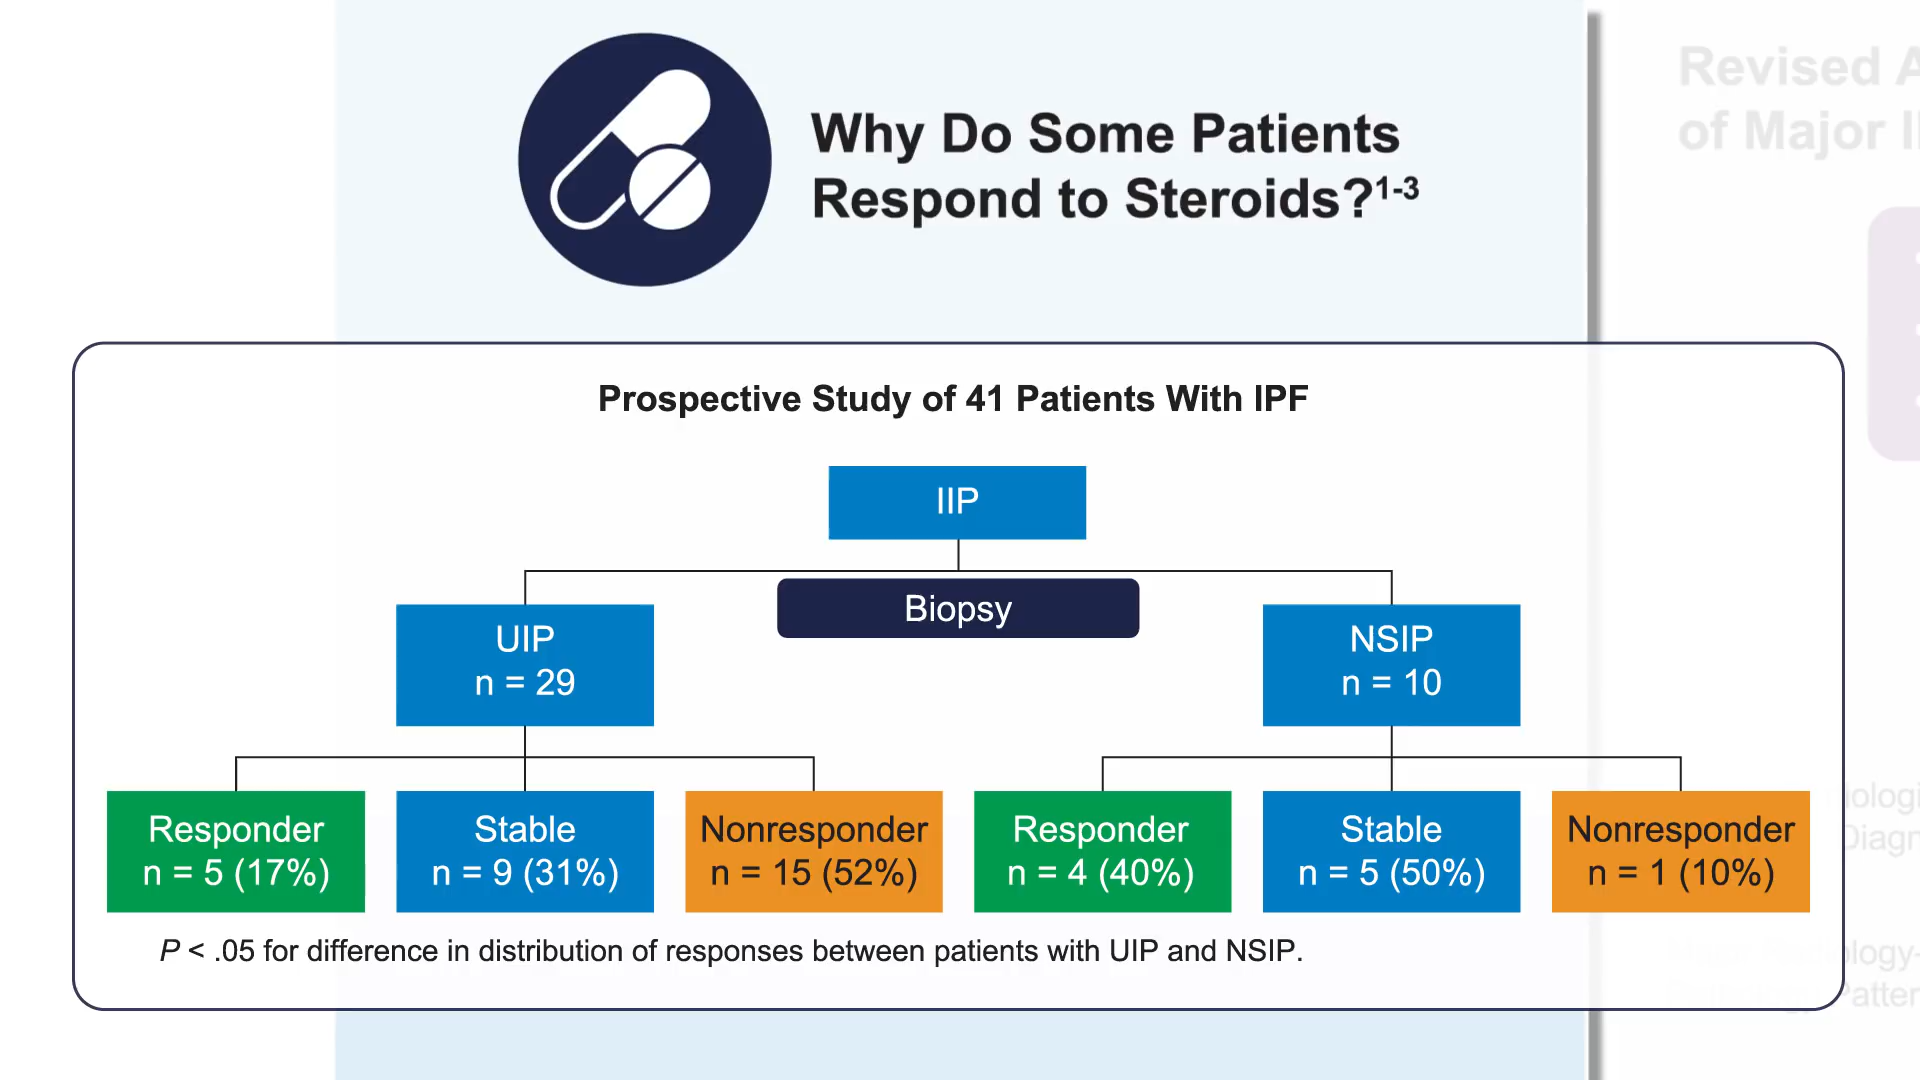 Why Do Some Patients
Respond to Steroids?1-3
Revised
of Major
Prospective Study of 41 Patients With IPF
IIP
Biopsy
UIP
n = 29
NSIP
n = 10
Responder
n = 5 (17%)
Stable
n = 9 (31%)
Nonresponder
n = 15 (52%)
Responder
n = 4 (40%)
Stable
n = 5 (50%)
Nonresponder
n = 1 (10%)
P < .05 for difference in distribution of responses between patients with UIP and NSIP.